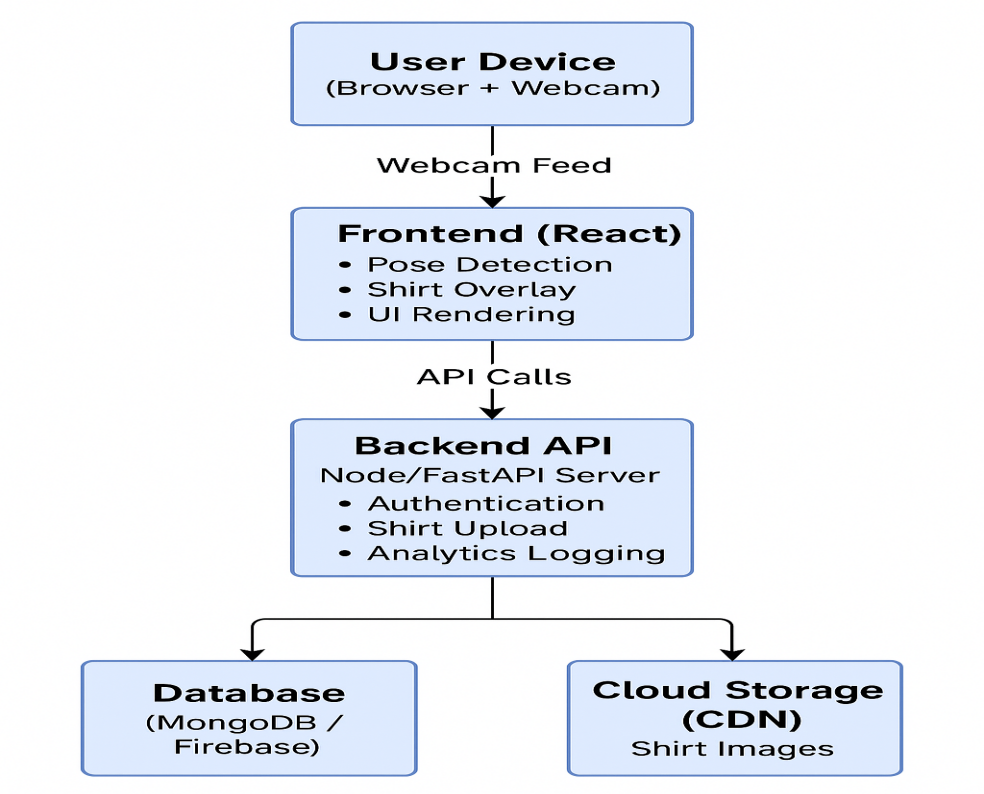 User Device
(Browser + Webcam)
Webcam Feed
Frontend (React)
• Pose Detection
• Shirt Overlay
• UI Rendering
API Calls
Backend API
Node/FastAPI Server
• Authentication
• Shirt Upload
• Analytics Logging
Database
(MongoDB /
Firebase)
Cloud Storage
(CDN)
Shirt Images